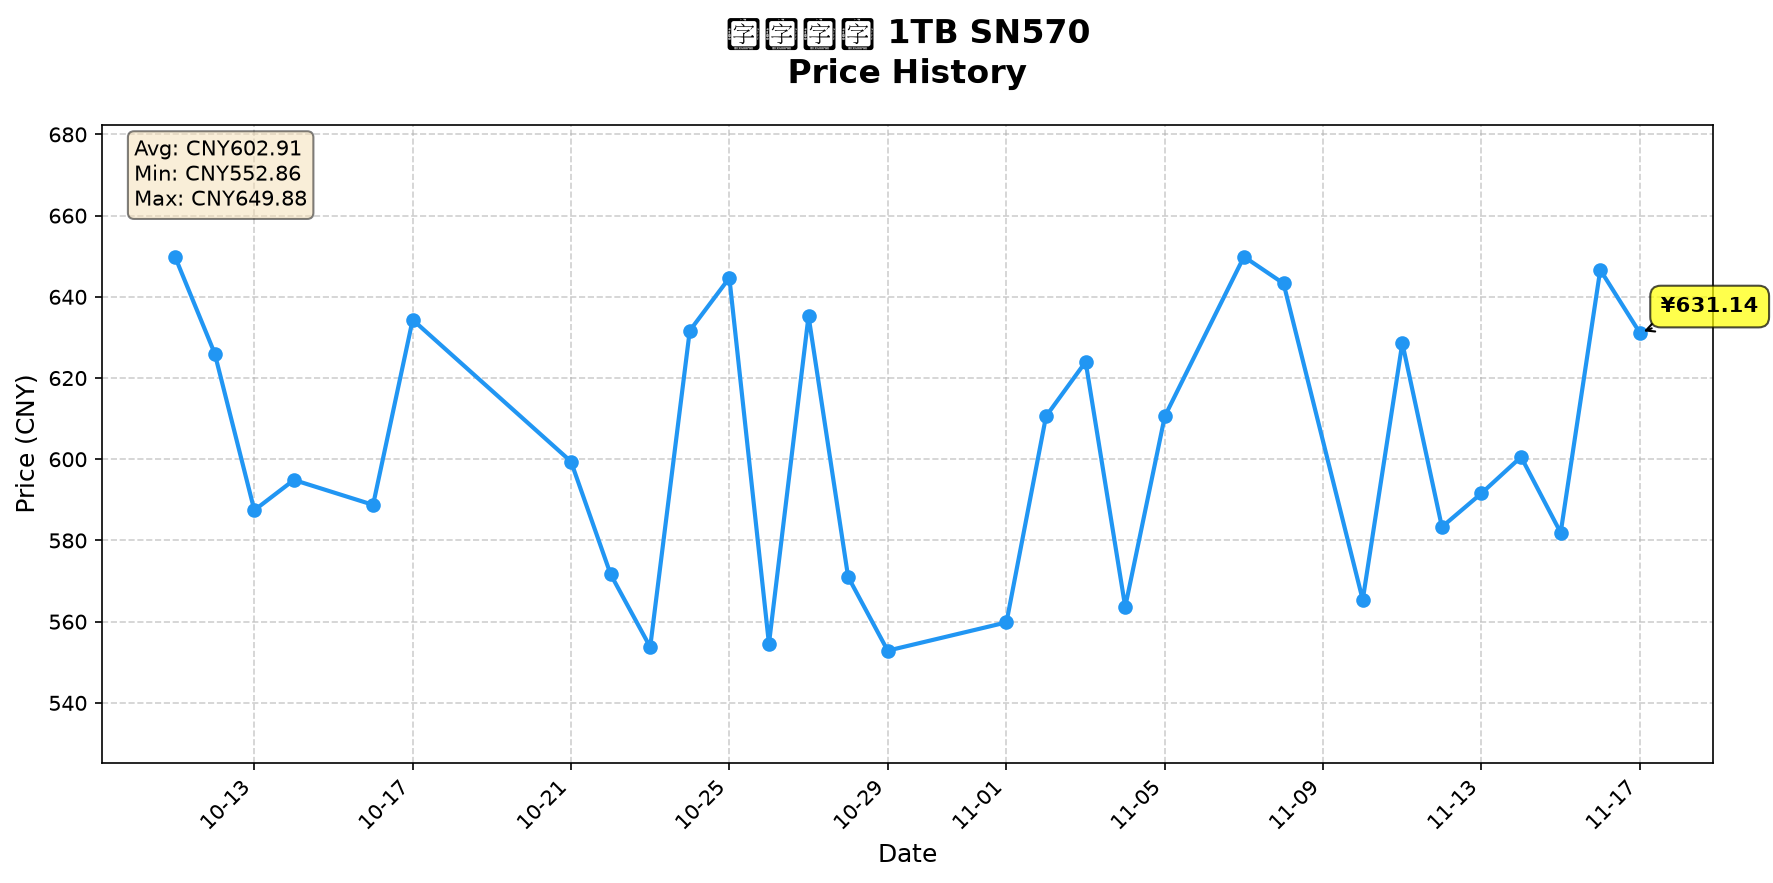 1TB SN570
Price History
Avg: CNY602.91
Min: CNY552.86
Max: CNY649.88
¥631.14
Price (CNY)
680
660
640
620
600
580
560
540
10-13
10-17
10-21
10-25
10-29
11-01
11-05
11-09
11-13
11-17
Date